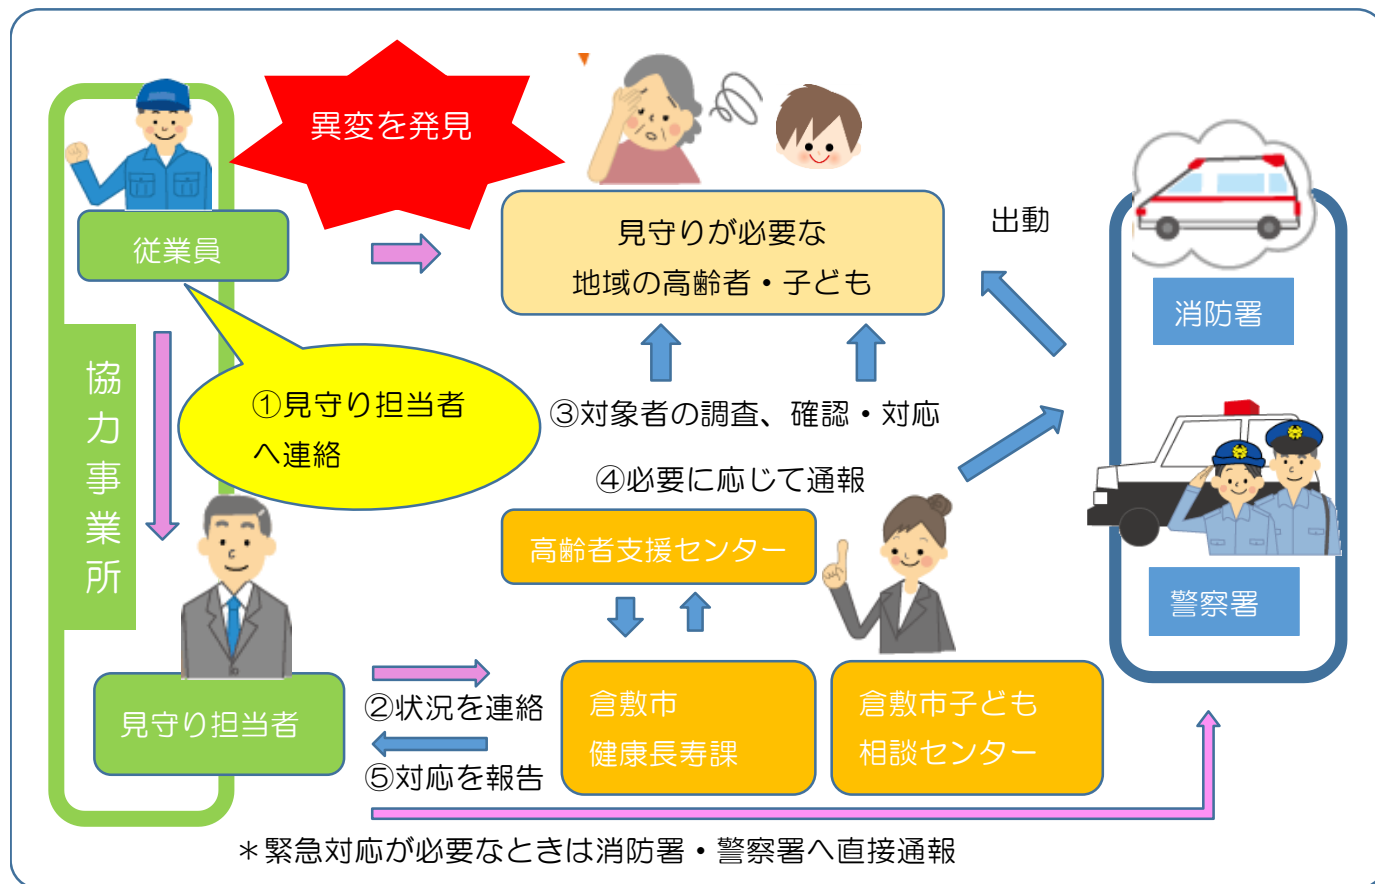 異変を発見
従業員
見守りが必要な
地域の高齢者・子ども
出動
消防署
協力事業所
①見守り担当者
へ連絡
③対象者の調査、確認・対応
④必要に応じて通報
高齢者支援センター
警察署
見守り担当者
②状況を連絡
⑤対応を報告
倉敷市
健康長寿課
倉敷市子ども
相談センター
＊緊急対応が必要なときは消防署・警察署へ直接通報